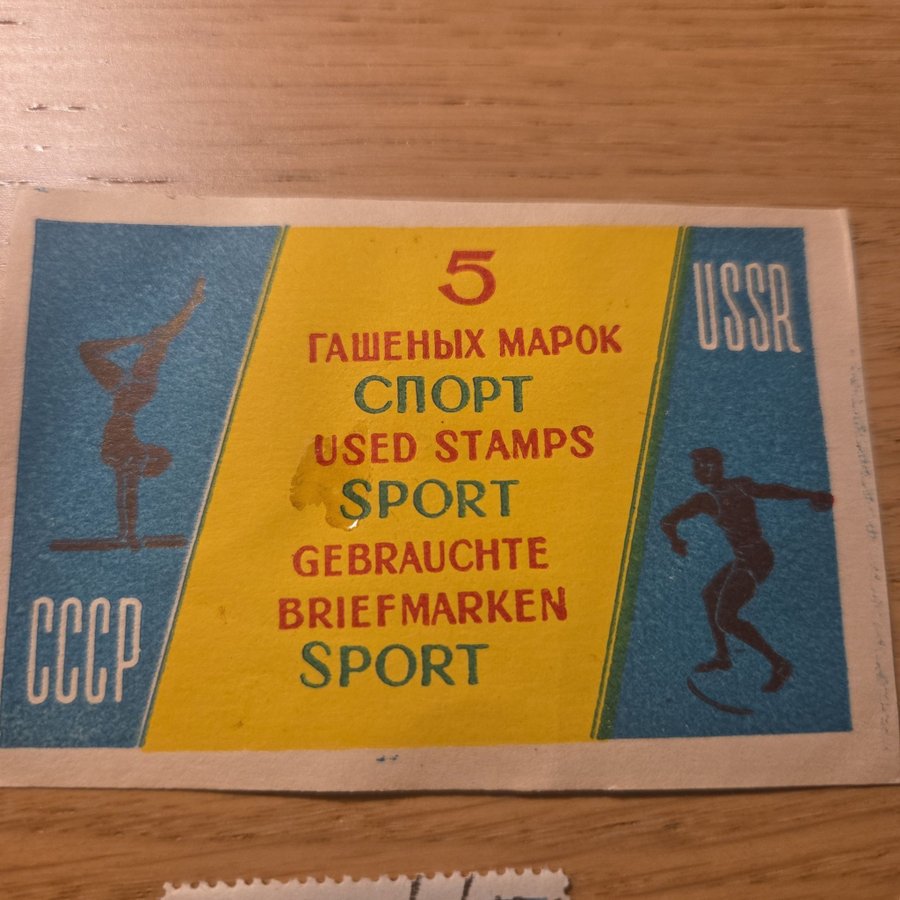 5
ГАШЕНЫХ МАРОК
СПОРТ
USED STAMPS
SPORT
GEBRAUCHTE
BRIEFMARKEN
SPORT
СССР
USSR